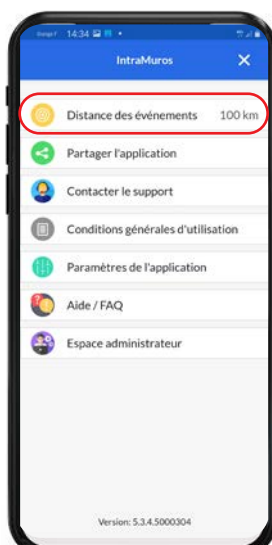 Orange F 14:34
IntraMuros
Distance des événements 100 km
Partager l'application
Contacter le support
Conditions générales d'utilisation
Paramètres de l'application
Aide / FAQ
Espace administrateur
Version: 5.3.4.5000304